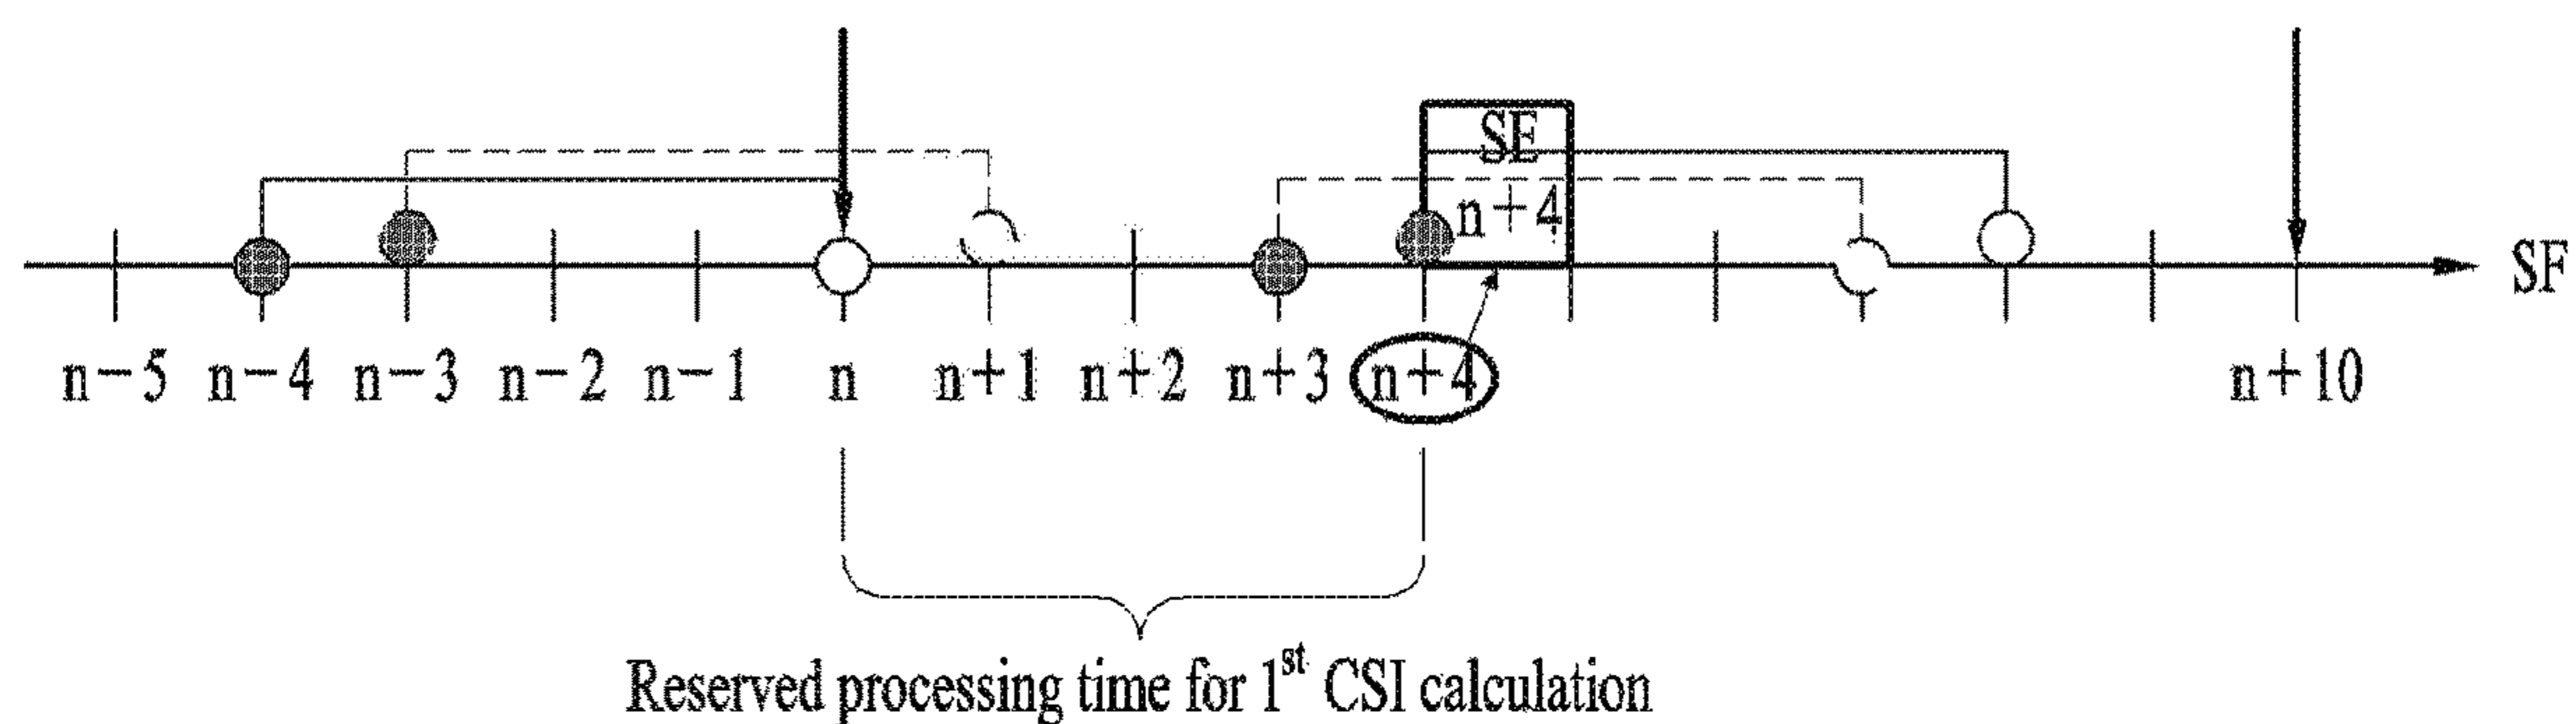 SE
n+4
SF
n-5 n-4 n-3 n-2 n-1 n n+1 n+2 n+3 n+4 n+10
Reserved processing time for 1st CSI calculation